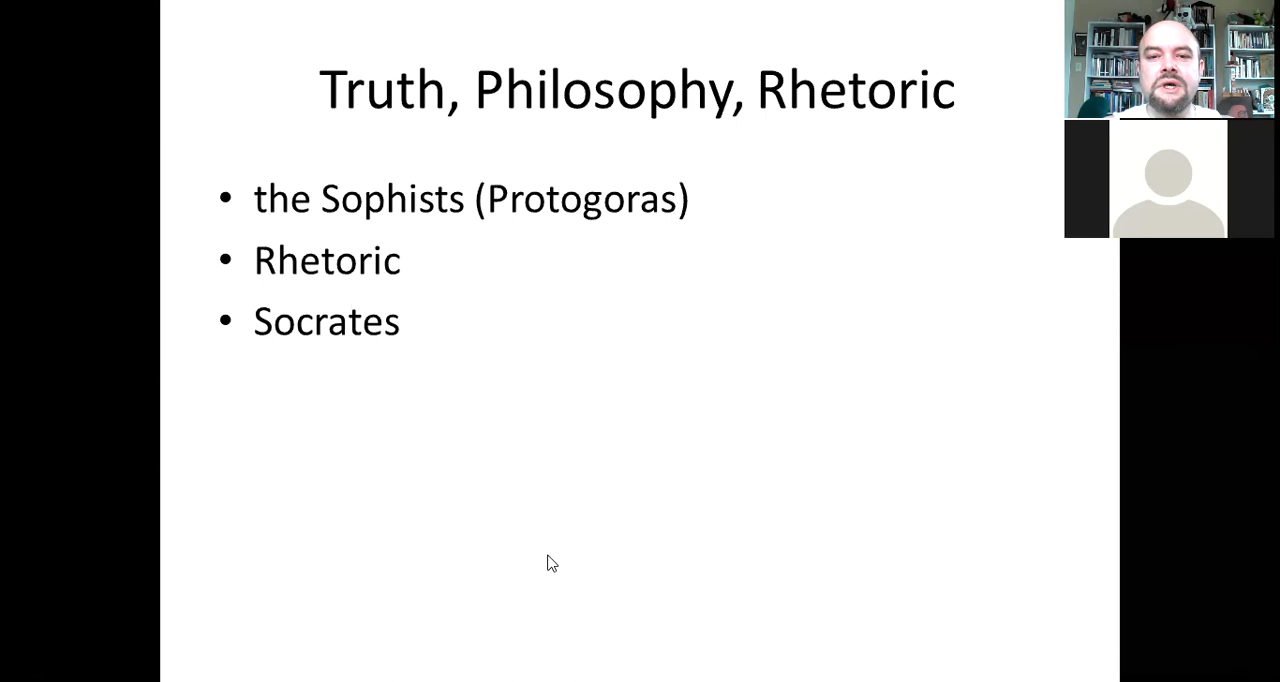 Truth, Philosophy, Rhetoric
• the Sophists (Protogoras)
• Rhetoric
• Socrates